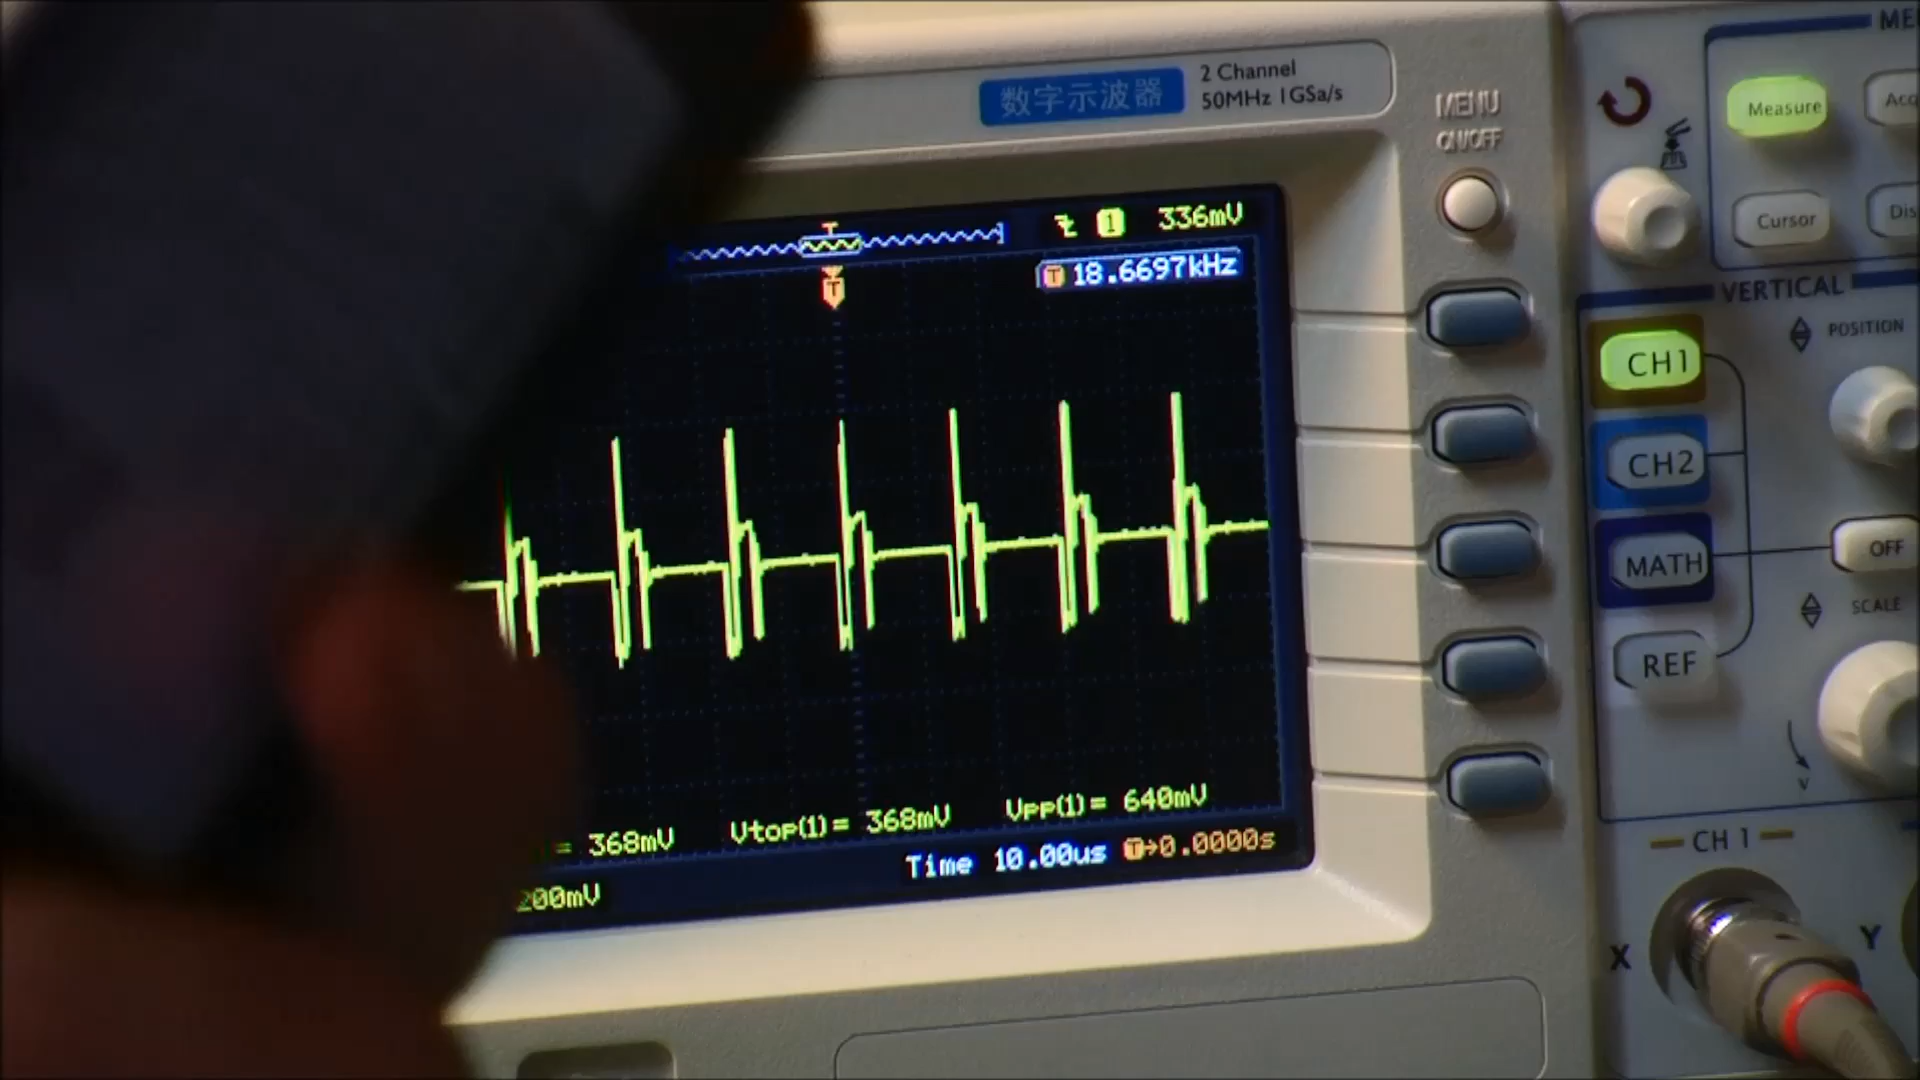 数字示波器
2 Channel
50MHz 1GSa/s
MENU
ON/OFF
Measure
Cursor
T
1 336mV
T 18.6697kHz
T
VERTICAL
POSITION
CH1
CH2
MATH
OFF
REF
SCALE
V
= 368mV Vtop(1)= 368mV Vpp(1)= 640mV
Time 10.00us T→0.0000s
200mV
CH 1
X
Y